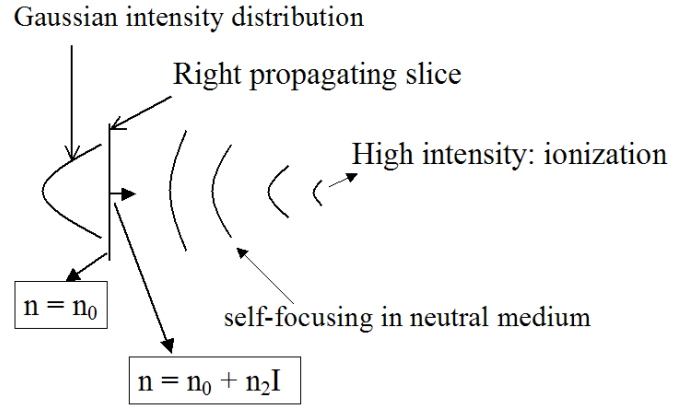 Gaussian intensity distribution
Right propagating slice
High intensity: ionization
n = n₀
self-focusing in neutral medium
n = n₀ + n₂I